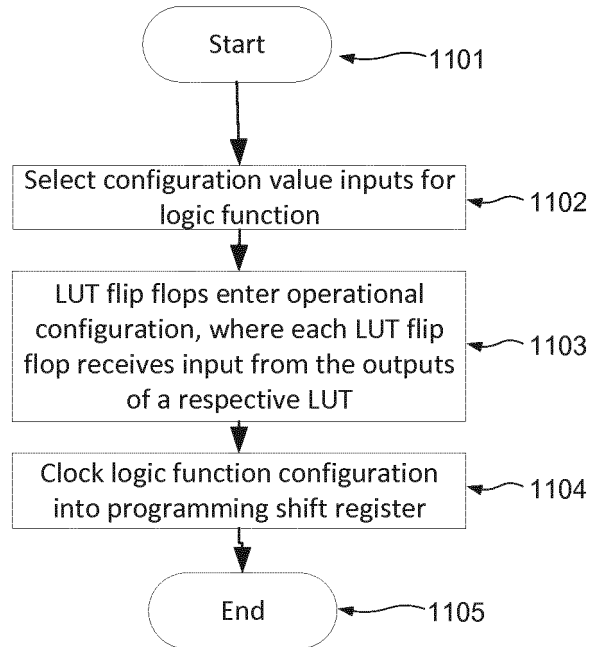 Start
1101
Select configuration value inputs for
logic function
1102
LUT flip flops enter operational
configuration, where each LUT flip
flop receives input from the outputs
of a respective LUT
1103
Clock logic function configuration
into programming shift register
1104
End
1105